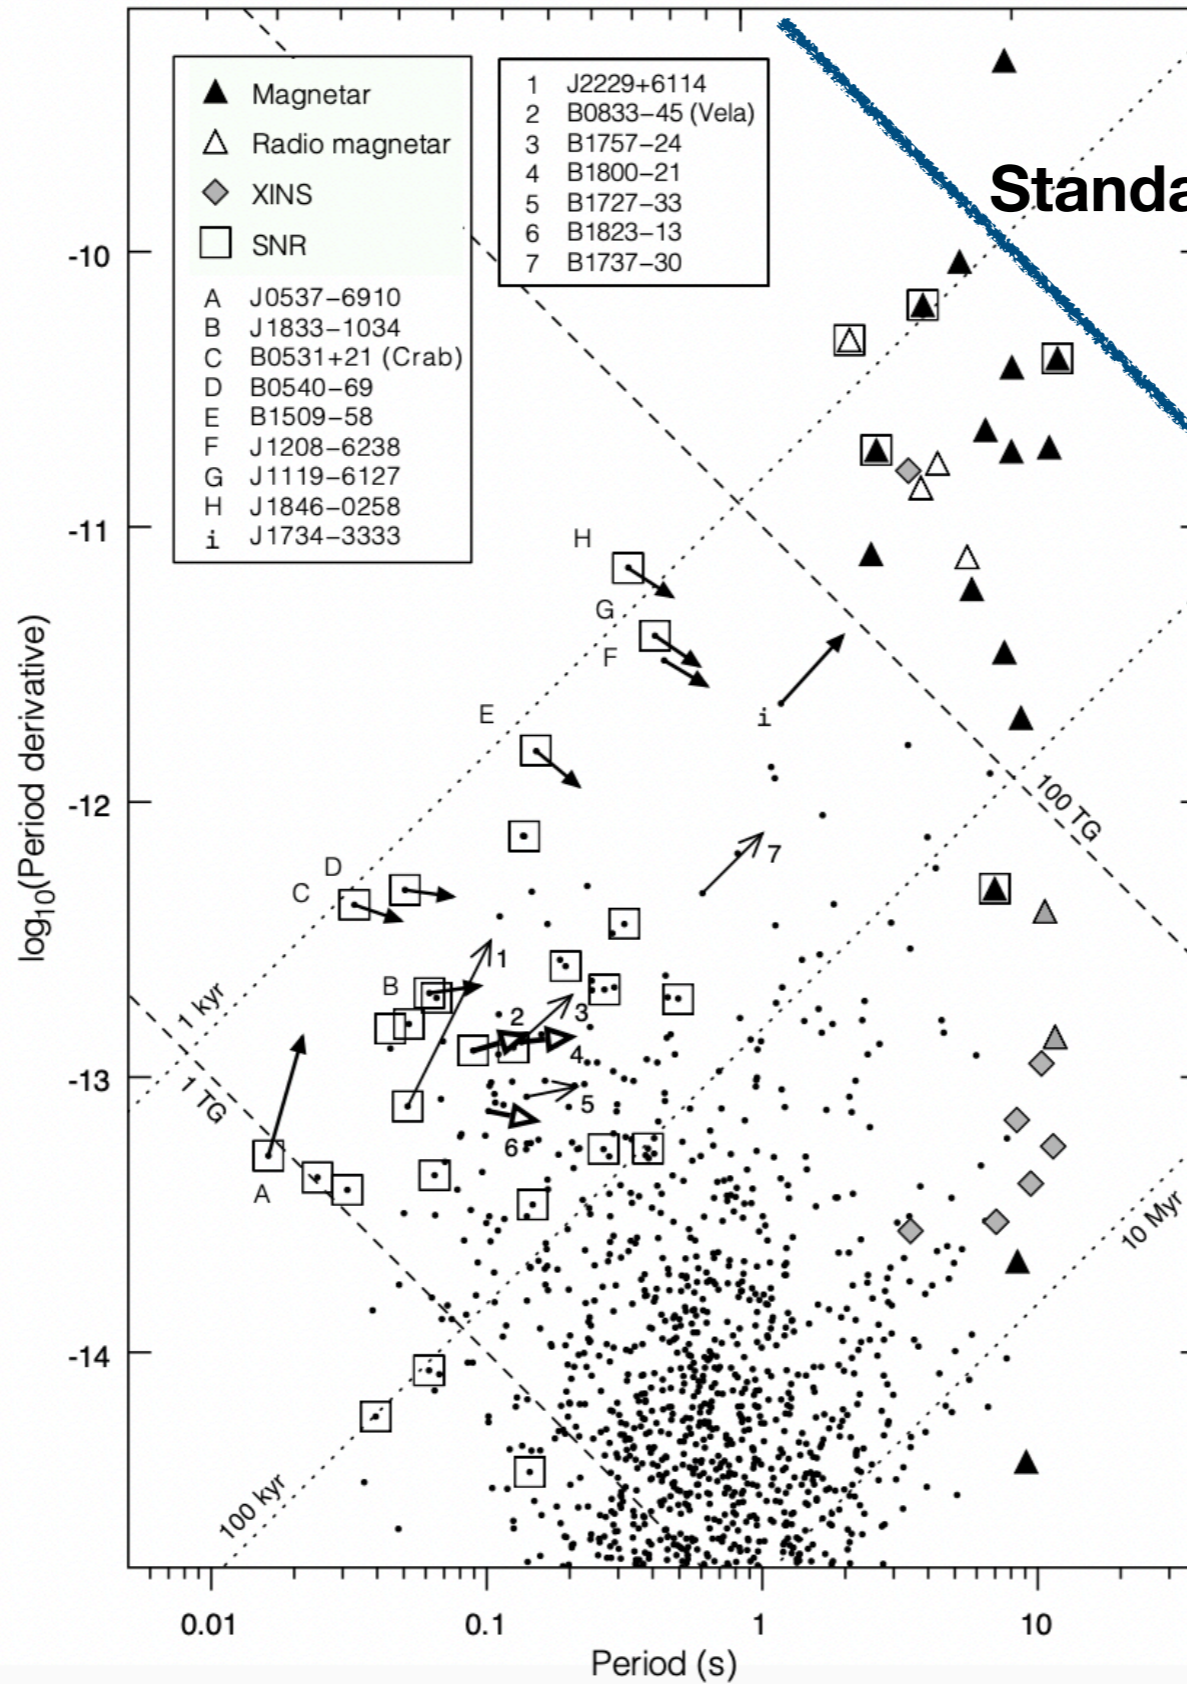 Magnetar
Radio magnetar
XINS
SNR
A J0537−6910
B J1833−1034
C B0531+21 (Crab)
D B0540−69
E B1509−58
F J1208−6238
G J1119−6127
H J1846−0258
i J1734−3333
1 J2229+6114
2 B0833−45 (Vela)
3 B1757−24
4 B1800−21
5 B1727−33
6 B1823−13
7 B1737−30
Standa
-10
-11
-12
-13
-14
log10(Period derivative)
H
G
F
i
E
100 TG
7
D
C
1
B
1 kyr
2
3
4
1 TG
5
6
A
10 Myr
100 kyr
0.01 0.1 1 10
Period (s)